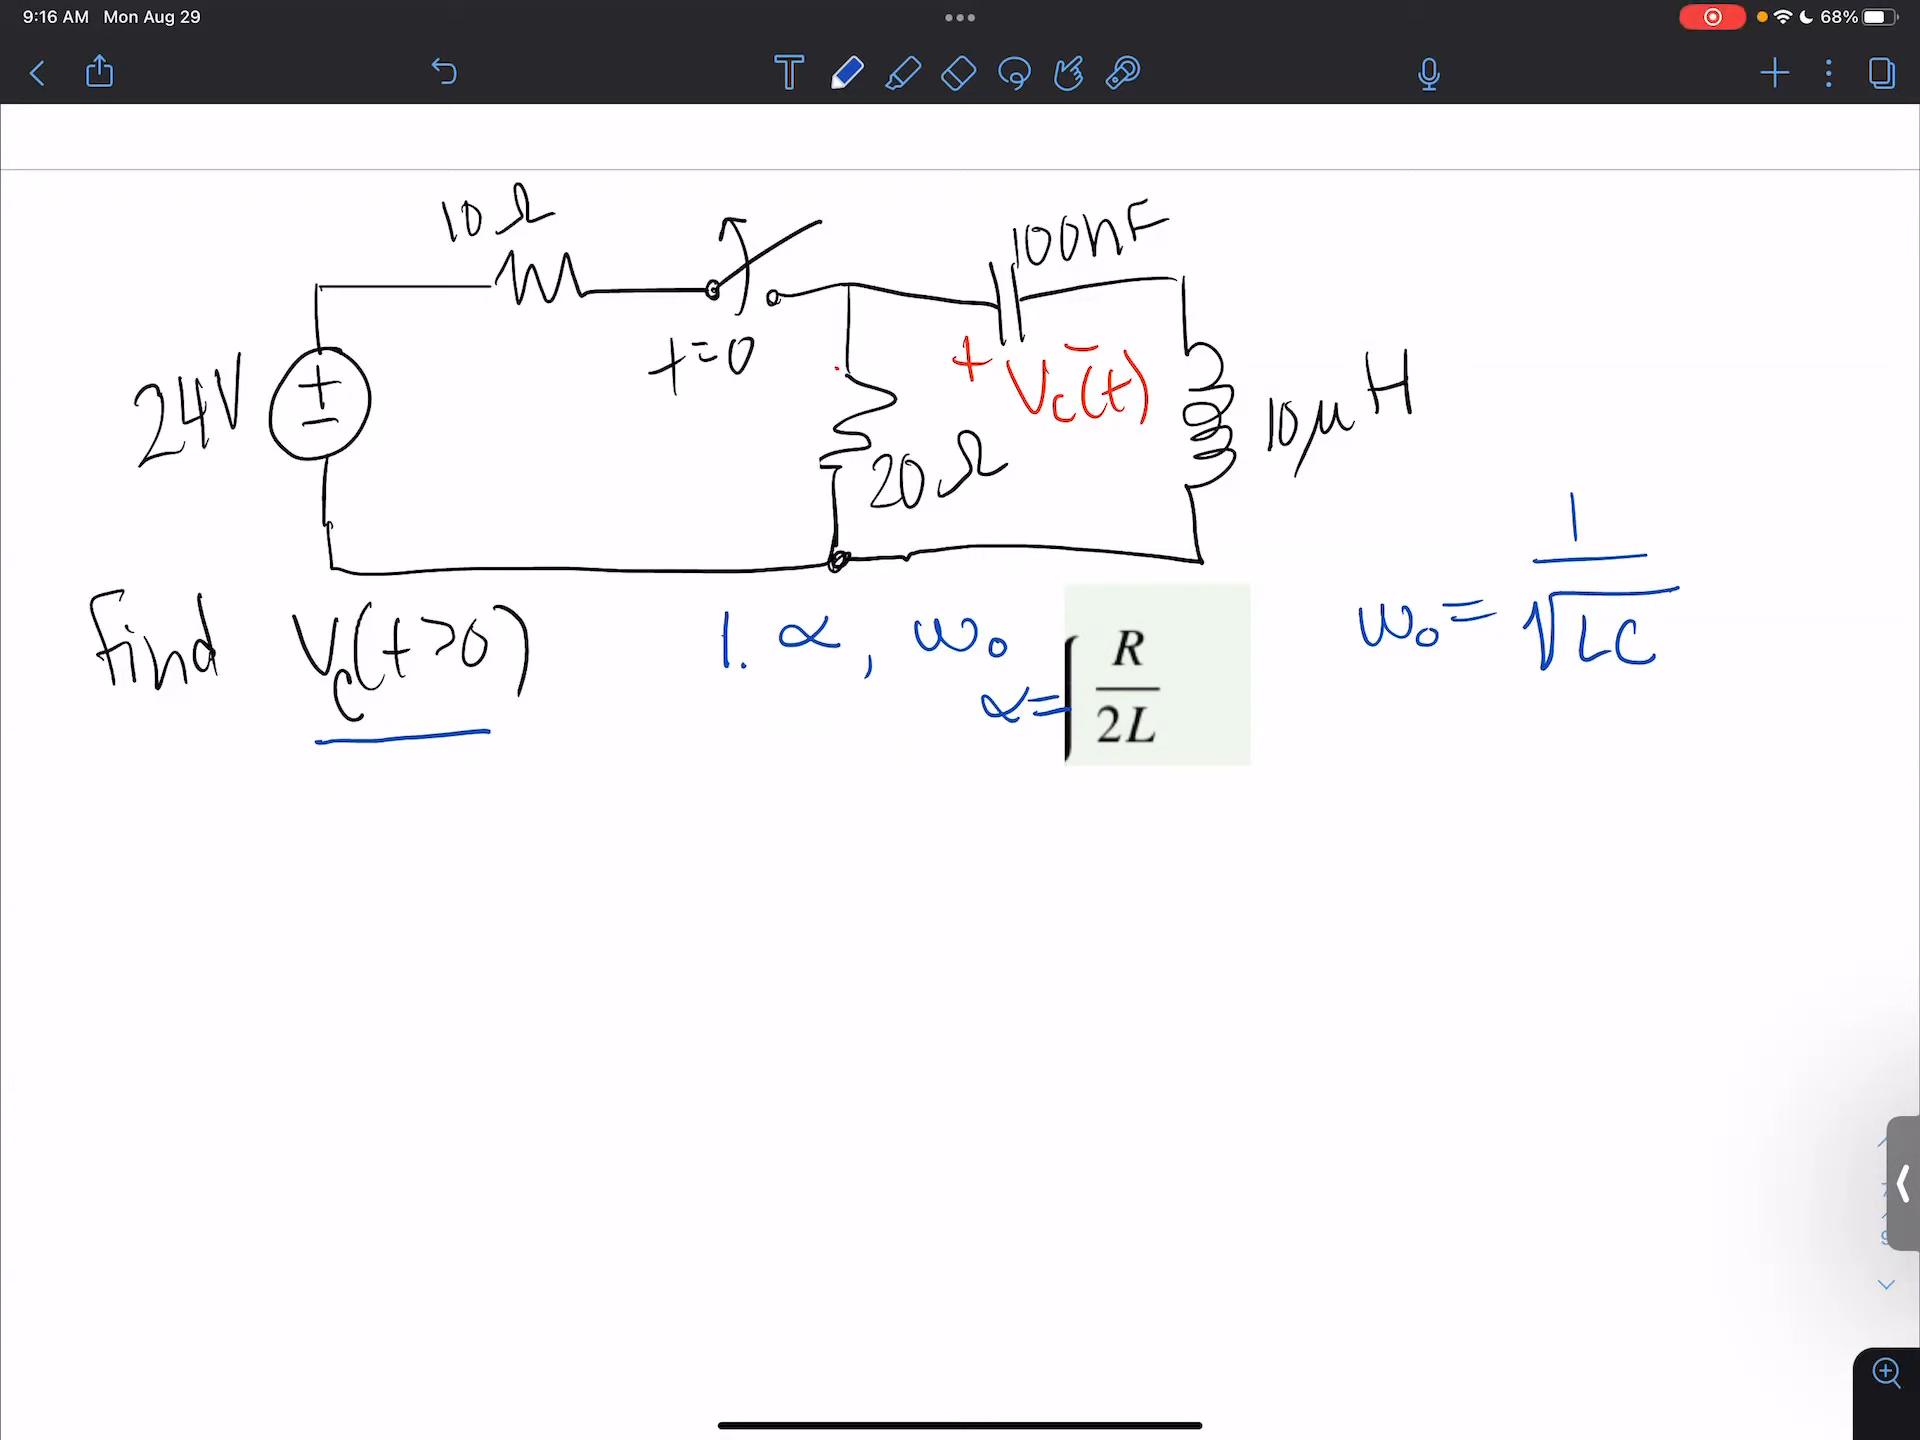 9:16 AM Mon Aug 29
68%
10Ω
100nF
t=0
+ -
24V
+
-
Vc(t)
10μH
20Ω
find Vc(t>0)
1. α, ω₀
α= { R/2L
ω₀ = 1/√LC